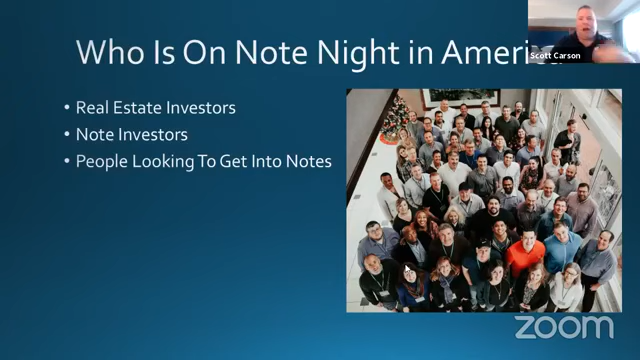 Who Is On Note Night in America
Scott Carson
• Real Estate Investors
• Note Investors
• People Looking To Get Into Notes
zoom